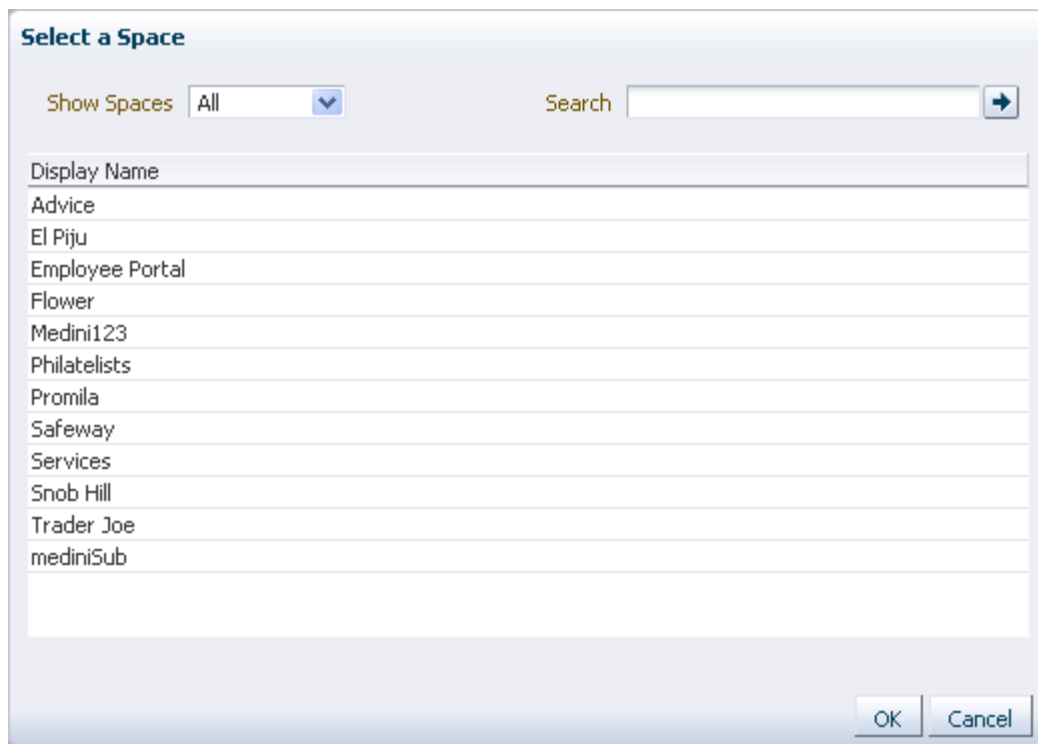 Select a Space
Show Spaces All Search
Display Name
Advice
El Piju
Employee Portal
Flower
Medini123
Philatelists
Promila
Safeway
Services
Snob Hill
Trader Joe
mediniSub
OK Cancel